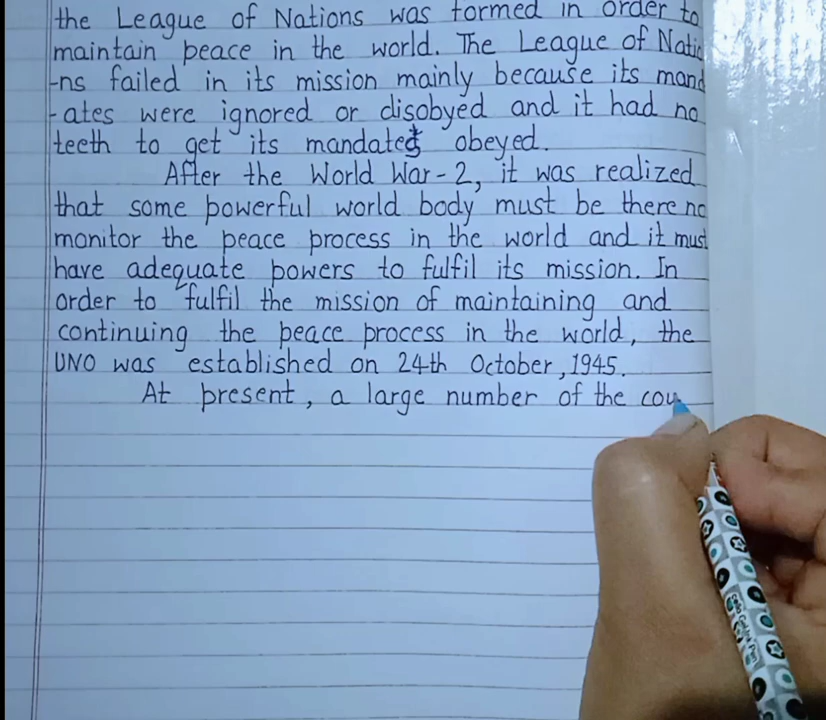 the League of Nations was formed in order to
maintain peace in the world. The League of Natio
-ns failed in its mission mainly because its mand
-ates were ignored or disobyed and it had no
teeth to get its mandates obeyed.
After the World War-2, it was realized
that some powerful world body must be there no
monitor the peace process in the world and it must
have adequate powers to fulfil its mission. In
order to fulfil the mission of maintaining and
continuing the peace process in the world, the
UNO was established on 24th October, 1945.
At present, a large number of the cou